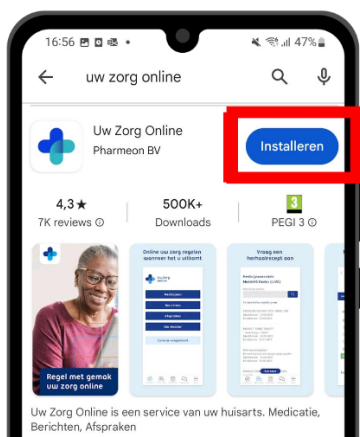 16:56
47%
uw zorg online
Uw Zorg Online
Pharmeon BV
Installeren
4,3★
7K reviews
500K+
Downloads
3
PEGI 3
Regel met gemak
uw zorg online
Online uw zorg regelen
wanneer het u uitkomt
Vraag een
herhaalrecept aan
Uw Zorg Online is een service van uw huisarts. Medicatie,
Berichten, Afspraken